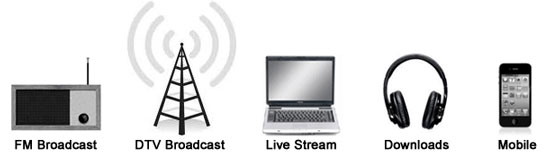 FM Broadcast
DTV Broadcast
Live Stream
Downloads
Mobile